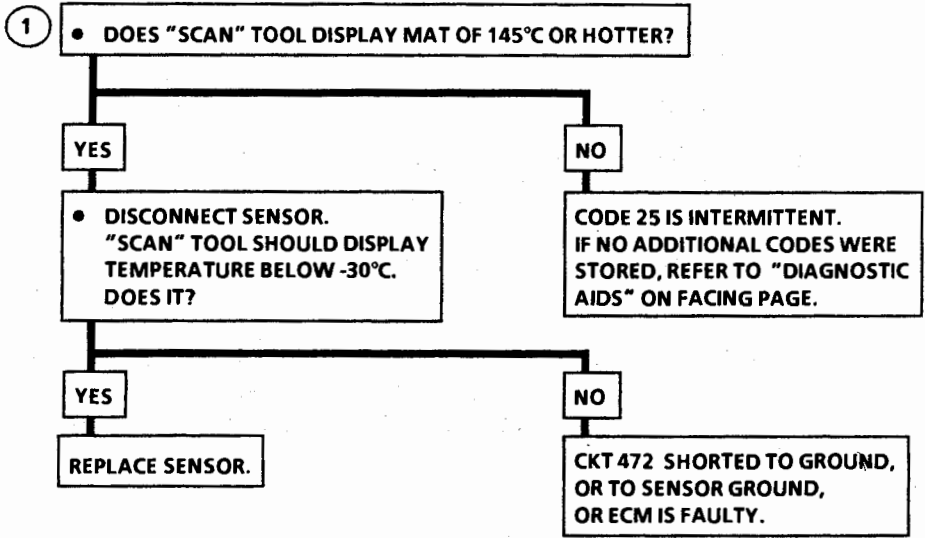 1
● DOES "SCAN" TOOL DISPLAY MAT OF 145°C OR HOTTER?
YES
NO
● DISCONNECT SENSOR.
"SCAN" TOOL SHOULD DISPLAY
TEMPERATURE BELOW -30°C.
DOES IT?
CODE 25 IS INTERMITTENT.
IF NO ADDITIONAL CODES WERE
STORED, REFER TO "DIAGNOSTIC
AIDS" ON FACING PAGE.
YES
NO
REPLACE SENSOR.
CKT 472 SHORTED TO GROUND,
OR TO SENSOR GROUND,
OR ECM IS FAULTY.